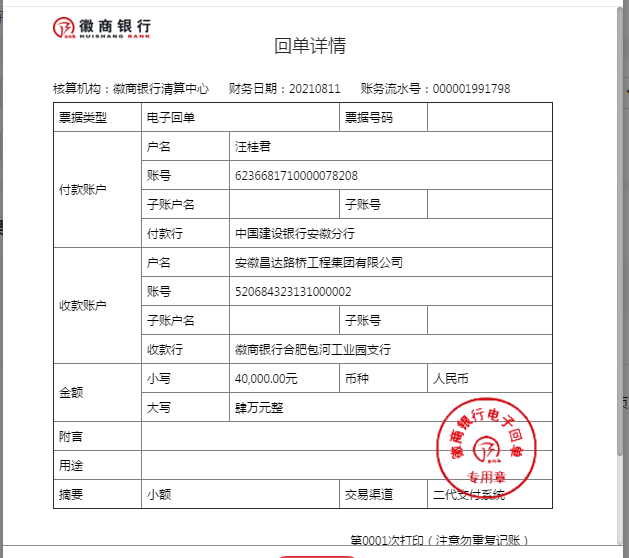 徽商银行
HUISHANG BANK
回单详情
核算机构：徽商银行清算中心 财务日期：20210811 账务流水号：000001991798
票据类型 电子回单 票据号码
付款账户
户名 汪桂君
账号 6236681710000078208
子账户名 子账号
付款行 中国建设银行安徽分行
收款账户
户名 安徽昌达路桥工程集团有限公司
账号 520684323131000002
子账户名 子账号
收款行 徽商银行合肥包河工业园支行
金额
小写 40,000.00元 币种 人民币
大写 肆万元整
附言
用途
摘要 小额 交易渠道 二代支付系统
徽商银行电子回单
专用章
第0001次打印（注意勿重复记账）